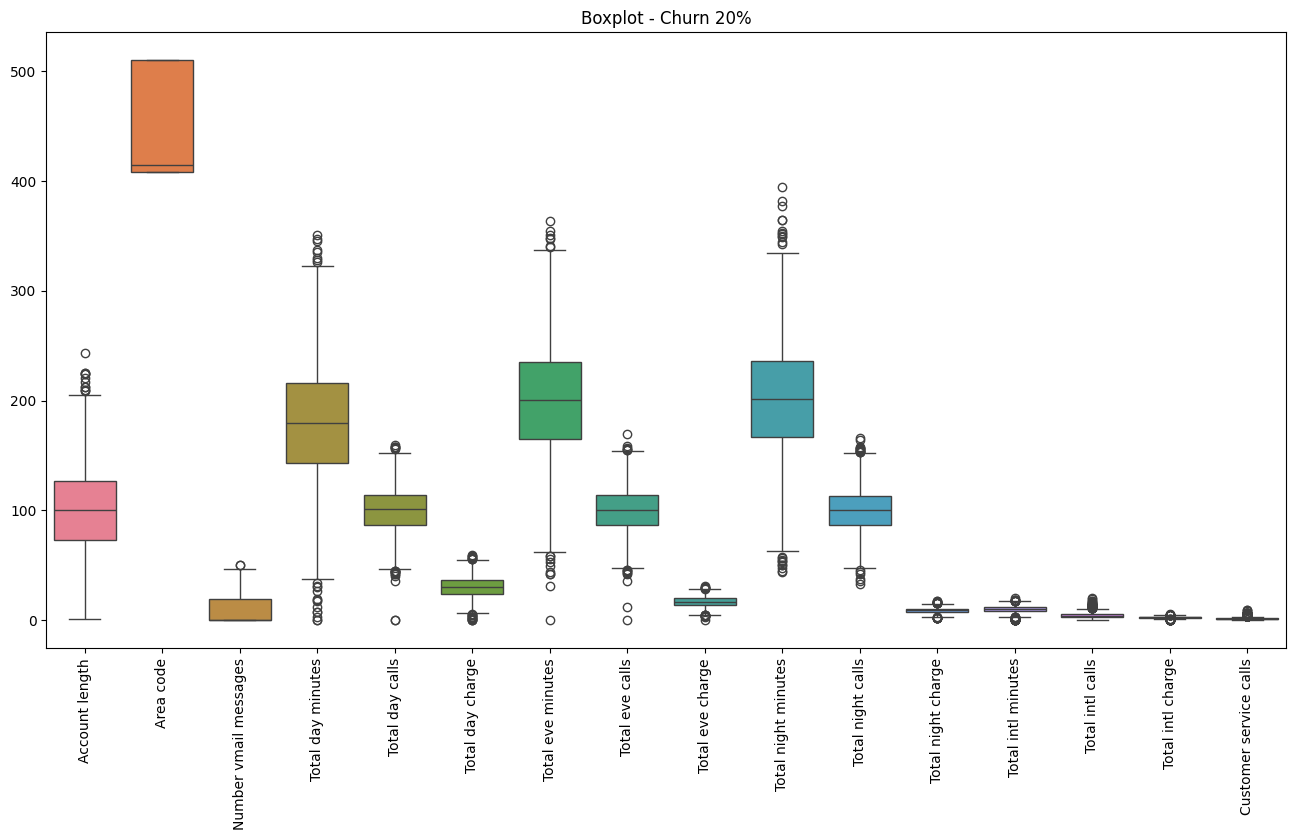 Boxplot - Churn 20%
500
400
300
200
100
0
Account length
Area code
Number vmail messages
Total day minutes
Total day calls
Total day charge
Total eve minutes
Total eve calls
Total eve charge
Total night minutes
Total night calls
Total night charge
Total intl minutes
Total intl calls
Total intl charge
Customer service calls